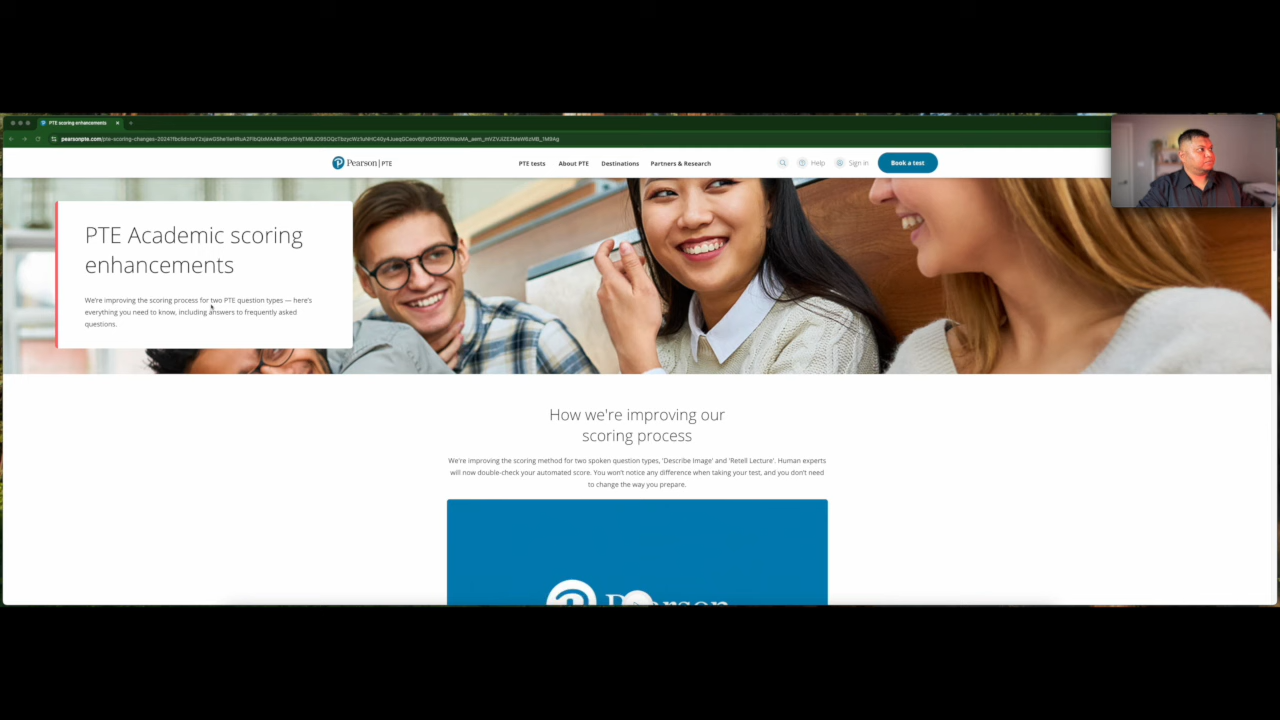 PTE scoring enhancements
Pearson | PTE
PTE tests
About PTE
Destinations
Partners & Research
Help
Sign in
Book a test
PTE Academic scoring
enhancements
We're improving the scoring process for two PTE question types — here's
everything you need to know, including answers to frequently asked
questions.
How we're improving our
scoring process
We're improving the scoring method for two spoken question types, 'Describe Image' and 'Retell Lecture'. Human experts
will now double-check your automated score. You won't notice any difference when taking your test, and you don't need
to change the way you prepare.
Pearson